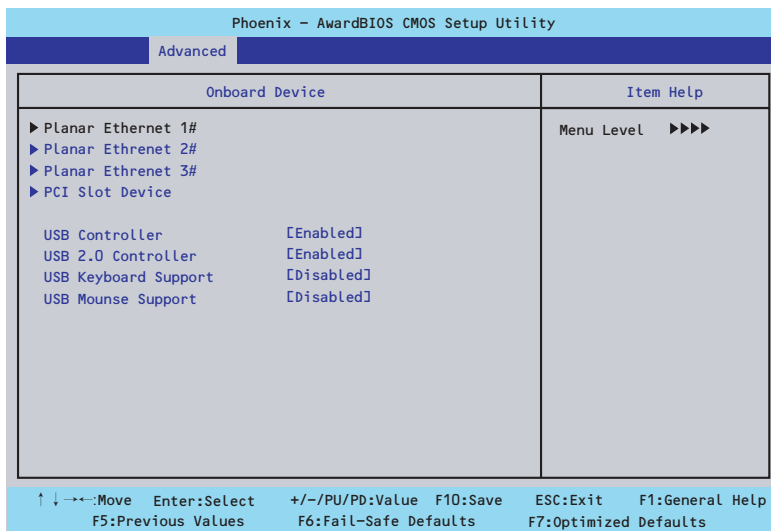 Phoenix - AwardBIOS CMOS Setup Utility
Advanced
Onboard Device
Item Help
▶ Planar Ethernet 1#
Menu Level ▶▶▶▶
▶ Planar Ethrenet 2#
▶ Planar Ethrenet 3#
▶ PCI Slot Device
USB Controller [Enabled]
USB 2.0 Controller [Enabled]
USB Keyboard Support [Disabled]
USB Mounse Support [Disabled]
↑↓→←:Move Enter:Select +/-/PU/PD:Value F10:Save ESC:Exit F1:General Help
F5:Previous Values F6:Fail-Safe Defaults F7:Optimized Defaults